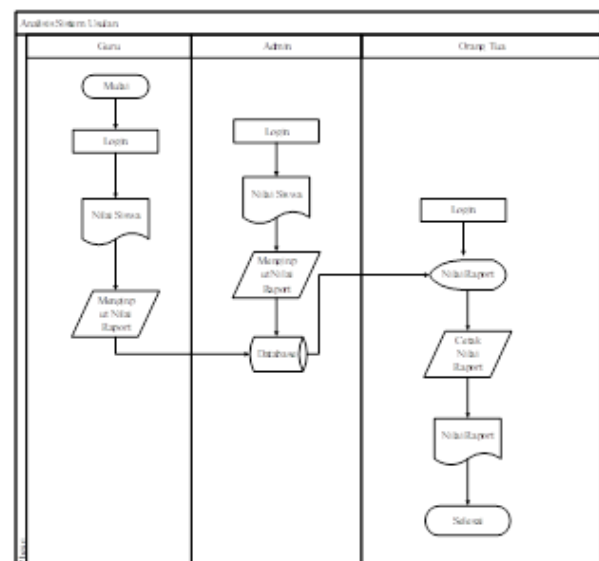 Analisis Sistem Usulan
Guru
Admin
Orang Tua
Mulai
Login
Nilai Siswa
Menginp
ut Nilai
Raport
Login
Nilai Siswa
Menginp
ut Nilai
Raport
Database
Login
Nilai Raport
Cetak
Nilai
Raport
Nilai Raport
Selesai